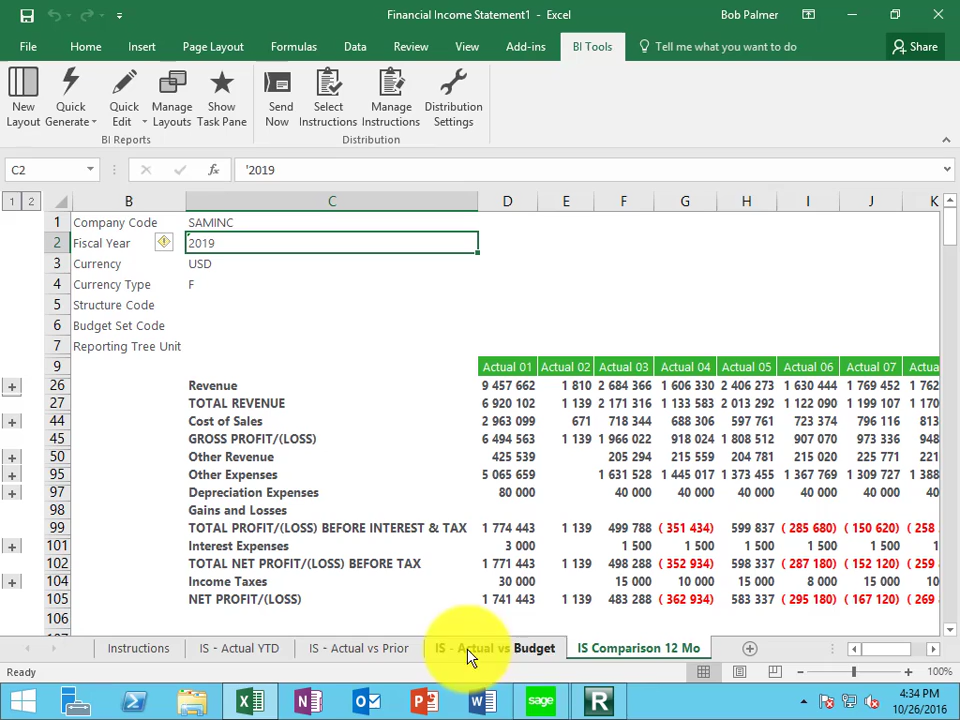 Financial Income Statement1 - Excel
Bob Palmer
File Home Insert Page Layout Formulas Data Review View Add-ins BI Tools Tell me what you want to do Share
New Layout
Quick Generate
Quick Edit
Manage Layouts
Show Task Pane
Send Now
Select Instructions
Manage Instructions
Distribution Settings
BI Reports
Distribution
C2 fx '2019
1 2 B C D E F G H I J K
1 Company Code SAMINC
2 Fiscal Year 2019
3 Currency USD
4 Currency Type F
5 Structure Code
6 Budget Set Code
7 Reporting Tree Unit
9 Actual 01 Actual 02 Actual 03 Actual 04 Actual 05 Actual 06 Actual 07 Actua
26 Revenue 9 457 662 1 810 2 684 366 1 606 330 2 406 273 1 630 444 1 769 452 1 762
27 TOTAL REVENUE 6 920 102 1 139 2 171 316 1 133 583 2 013 292 1 122 090 1 199 107 1 170
44 Cost of Sales 2 963 099 671 718 344 688 306 597 761 723 374 796 116 813
45 GROSS PROFIT/(LOSS) 6 494 563 1 139 1 966 022 918 024 1 808 512 907 070 973 336 948
50 Other Revenue 425 539 205 294 215 559 204 781 215 020 225 771 221
95 Other Expenses 5 065 659 1 631 528 1 445 017 1 373 455 1 367 769 1 309 727 1 388
97 Depreciation Expenses 80 000 40 000 40 000 40 000 40 000 40 000 40
98 Gains and Losses
99 TOTAL PROFIT/(LOSS) BEFORE INTEREST & TAX 1 774 443 1 139 499 788 ( 351 434) 599 837 ( 285 680) ( 150 620) ( 258
101 Interest Expenses 3 000 1 500 1 500 1 500 1 500 1 500 1
102 TOTAL NET PROFIT/(LOSS) BEFORE TAX 1 771 443 1 139 498 288 ( 352 934) 598 337 ( 287 180) ( 152 120) ( 259
104 Income Taxes 30 000 15 000 10 000 15 000 8 000 15 000 10
105 NET PROFIT/(LOSS) 1 741 443 1 139 483 288 ( 362 934) 583 337 ( 295 180) ( 167 120) ( 269
106
Instructions IS - Actual YTD IS - Actual vs Prior IS - Actual vs Budget IS Comparison 12 Mo
Ready 100%
sage
4:34 PM
10/26/2016